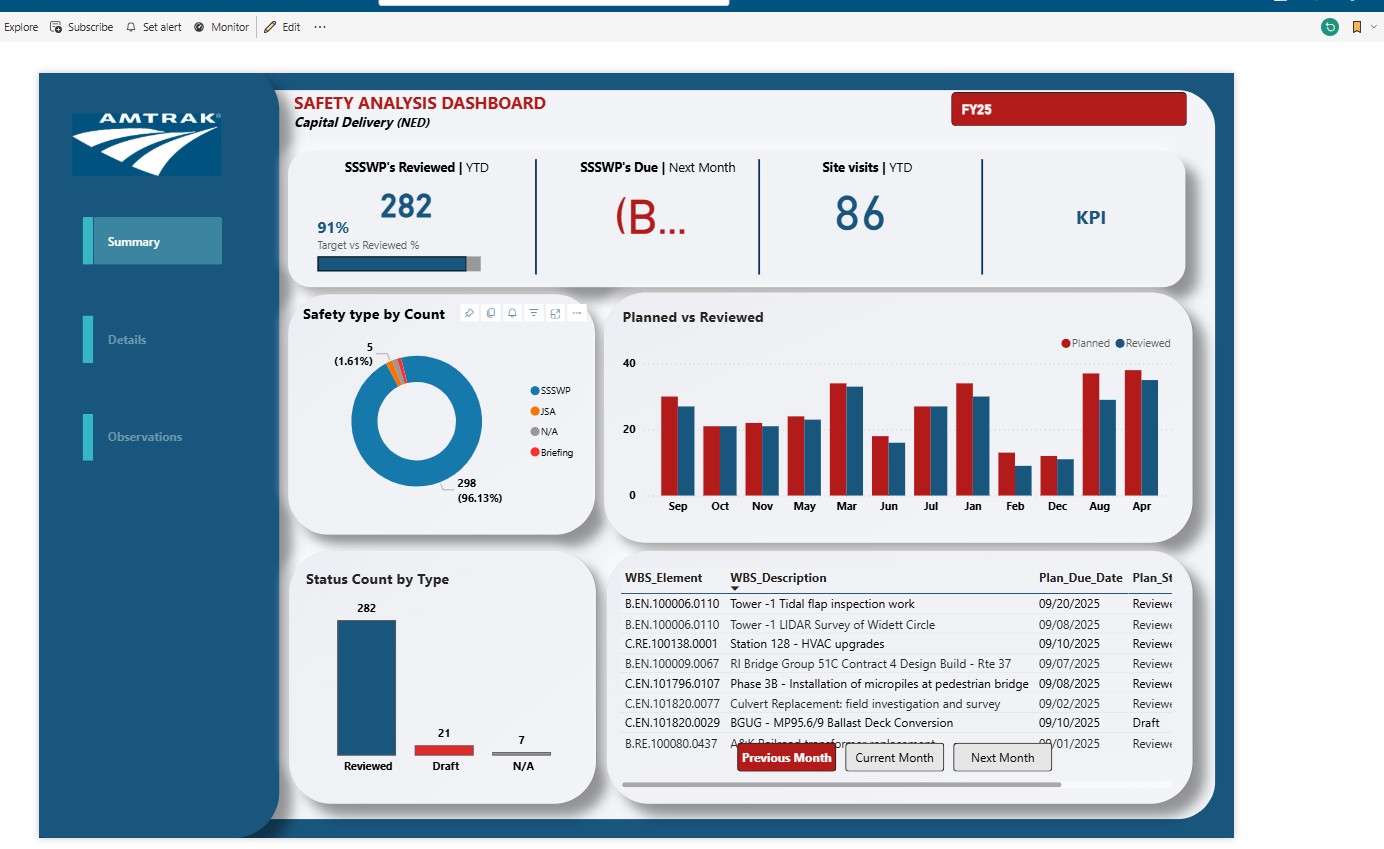 Explore Subscribe Set alert Monitor Edit ...
AMTRAK®
Summary
Details
Observations
SAFETY ANALYSIS DASHBOARD
Capital Delivery (NED)
FY25
SSSWP's Reviewed | YTD
282
91%
Target vs Reviewed %
SSSWP's Due | Next Month
(B...
Site visits | YTD
86
KPI
Safety type by Count
5
(1.61%)
298
(96.13%)
SSSWP
JSA
N/A
Briefing
Planned vs Reviewed
Planned Reviewed
40
20
0
Sep Oct Nov May Mar Jun Jul Jan Feb Dec Aug Apr
Status Count by Type
282
21
7
Reviewed Draft N/A
WBS_Element WBS_Description Plan_Due_Date Plan_St
B.EN.100006.0110 Tower -1 Tidal flap inspection work 09/20/2025 Reviewe
B.EN.100006.0110 Tower -1 LIDAR Survey of Widett Circle 09/08/2025 Reviewe
C.RE.100138.0001 Station 128 - HVAC upgrades 09/10/2025 Reviewe
B.EN.100009.0067 RI Bridge Group 51C Contract 4 Design Build - Rte 37 09/07/2025 Reviewe
C.EN.101796.0107 Phase 3B - Installation of micropiles at pedestrian bridge 09/08/2025 Reviewe
C.EN.101820.0077 Culvert Replacement: field investigation and survey 09/02/2025 Reviewe
C.EN.101820.0029 BGUG - MP95.6/9 Ballast Deck Conversion 09/10/2025 Draft
B.RE.100080.0437 A&K Railroad transformer replacement 09/01/2025 Reviewe
Previous Month Current Month Next Month